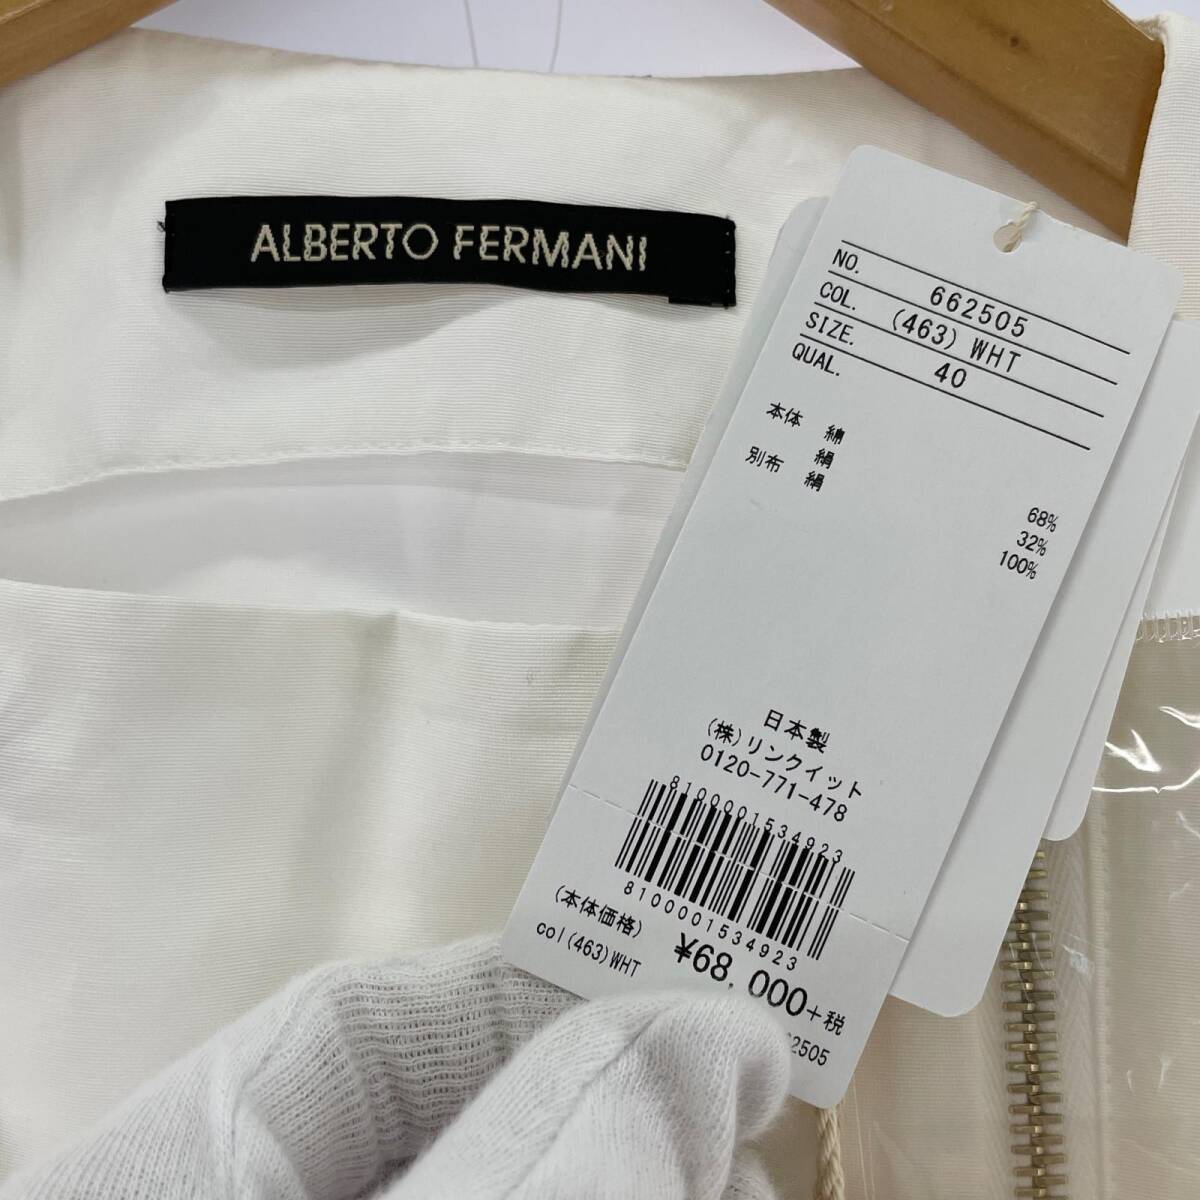 ALBERTO FERMANI
NO. 662505
COL. (463) WHT
SIZE. 40
QUAL.
本体 綿 68%
絹 32%
別布 絹 100%
日本製
(株)リンクイット
0120-771-478
8100001534923
8100001534923
(本体価格)
¥68,000+税
col(463)WHT
2505